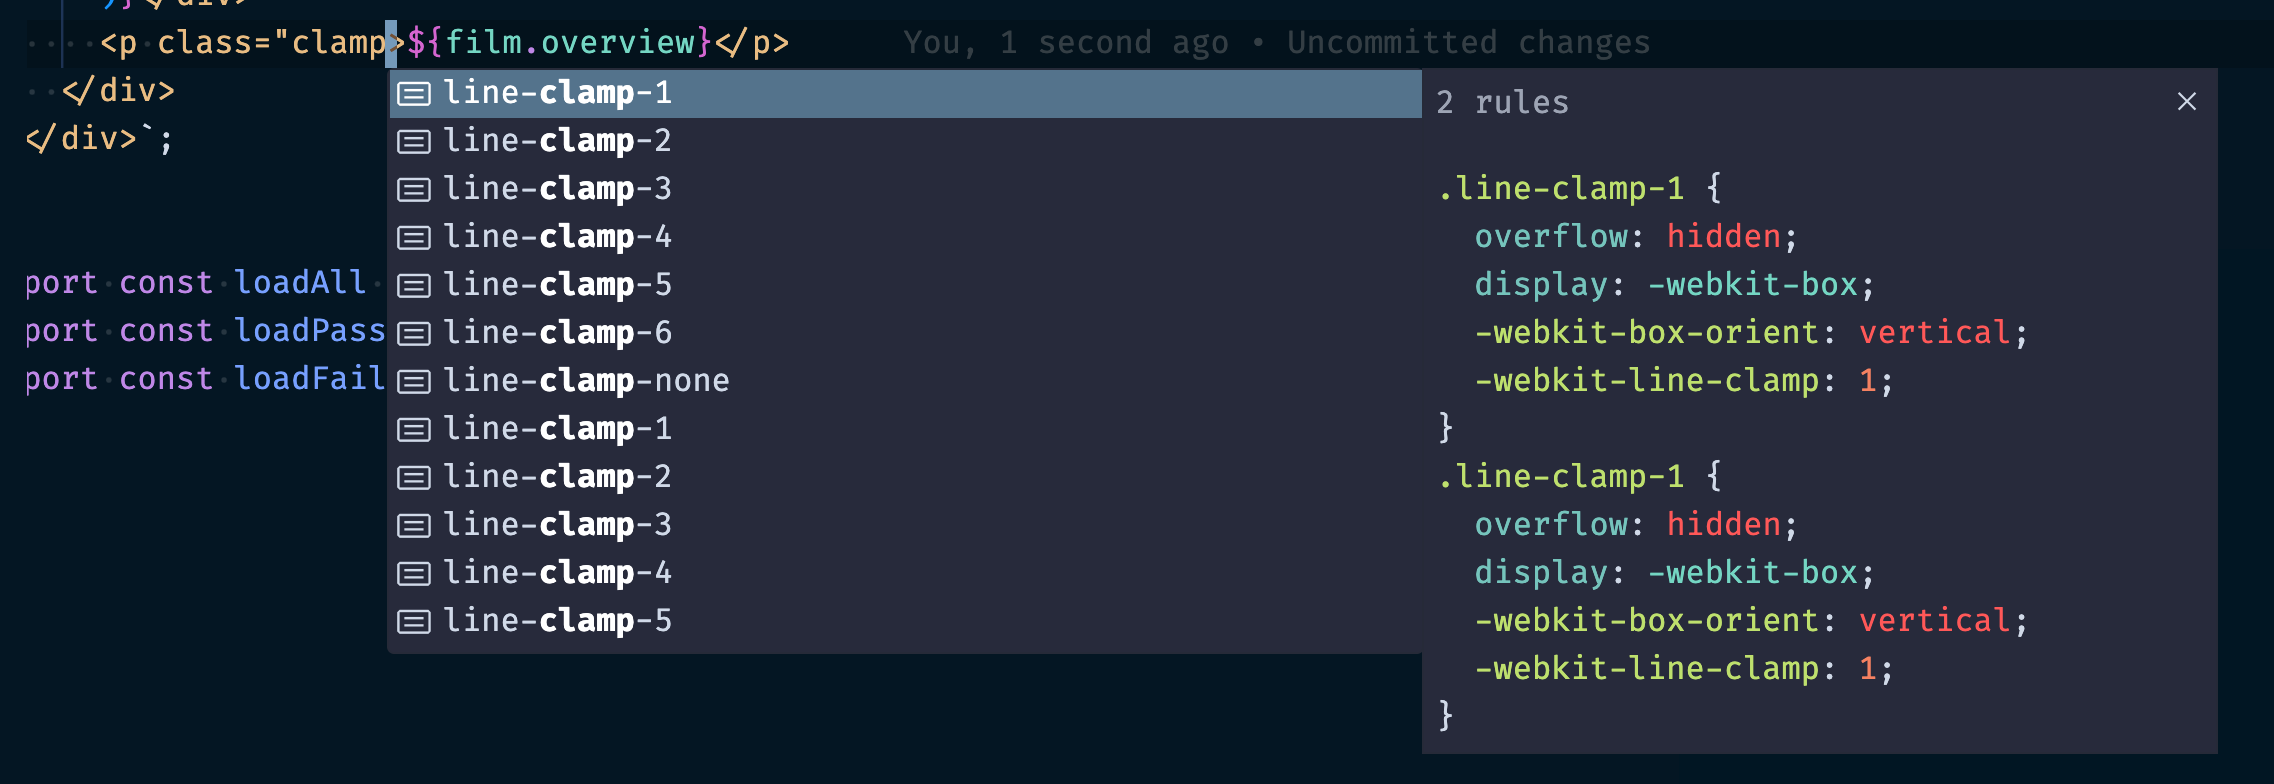 )}</div>
<p class="clamp>${film.overview}</p> You, 1 second ago • Uncommitted changes
</div>
</div>`;
port const loadAll
port const loadPass
port const loadFail
line-clamp-1
line-clamp-2
line-clamp-3
line-clamp-4
line-clamp-5
line-clamp-6
line-clamp-none
line-clamp-1
line-clamp-2
line-clamp-3
line-clamp-4
line-clamp-5
2 rules
.line-clamp-1 {
overflow: hidden;
display: -webkit-box;
-webkit-box-orient: vertical;
-webkit-line-clamp: 1;
}
.line-clamp-1 {
overflow: hidden;
display: -webkit-box;
-webkit-box-orient: vertical;
-webkit-line-clamp: 1;
}